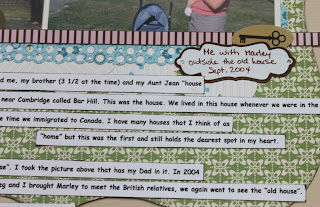 Me with Marley
outside the old house
Sept. 2004
ed me, my brother (3 1/2 at the time) and my Aunt Jean "house
near Cambridge called Bar Hill. This was the house. We lived in this house whenever we were in the
e time we immigrated to Canada. I have many houses that I think of as
"home" but this was the first and still holds the dearest spot in my heart.
se". I took the picture above that has my Dad in it. In 2004
ag and I brought Marley to meet the British relatives, we again went to see the "old house".